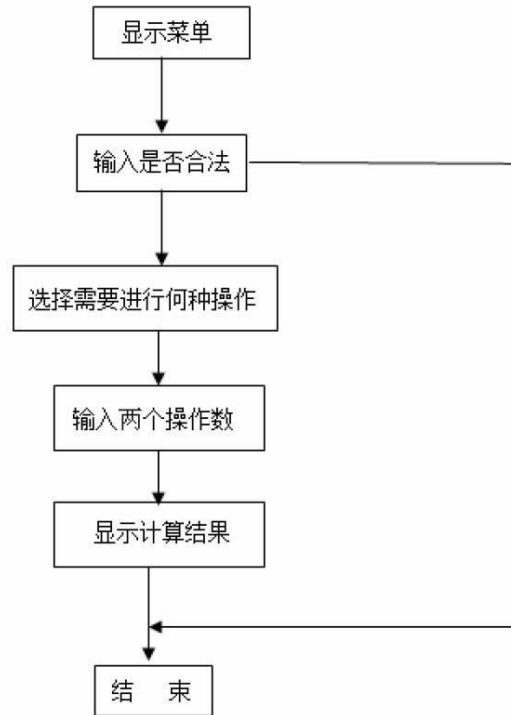 显示菜单
输入是否合法
选择需要进行何种操作
输入两个操作数
显示计算结果
结 束